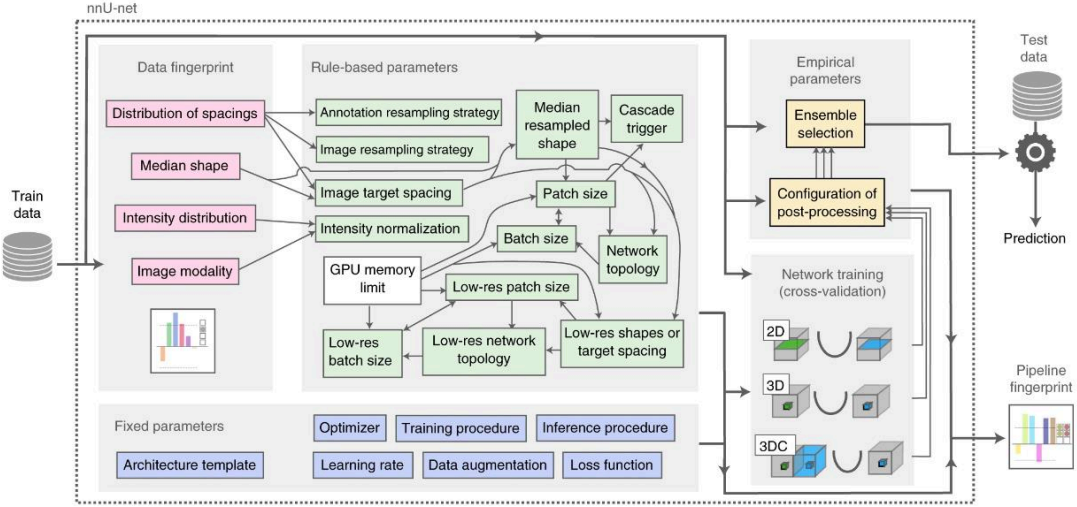 nnU-net
Data fingerprint
Distribution of spacings
Median shape
Intensity distribution
Image modality
Rule-based parameters
Annotation resampling strategy
Image resampling strategy
Image target spacing
Intensity normalization
Median
resampled
shape
Cascade
trigger
Patch size
Batch size
Network
topology
GPU memory
limit
Low-res patch size
Low-res
batch size
Low-res network
topology
Low-res shapes or
target spacing
Fixed parameters
Architecture template
Optimizer
Training procedure
Inference procedure
Learning rate
Data augmentation
Loss function
Empirical
parameters
Ensemble
selection
Configuration of
post-processing
Network training
(cross-validation)
2D
3D
3DC
Train
data
Test
data
Prediction
Pipeline
fingerprint